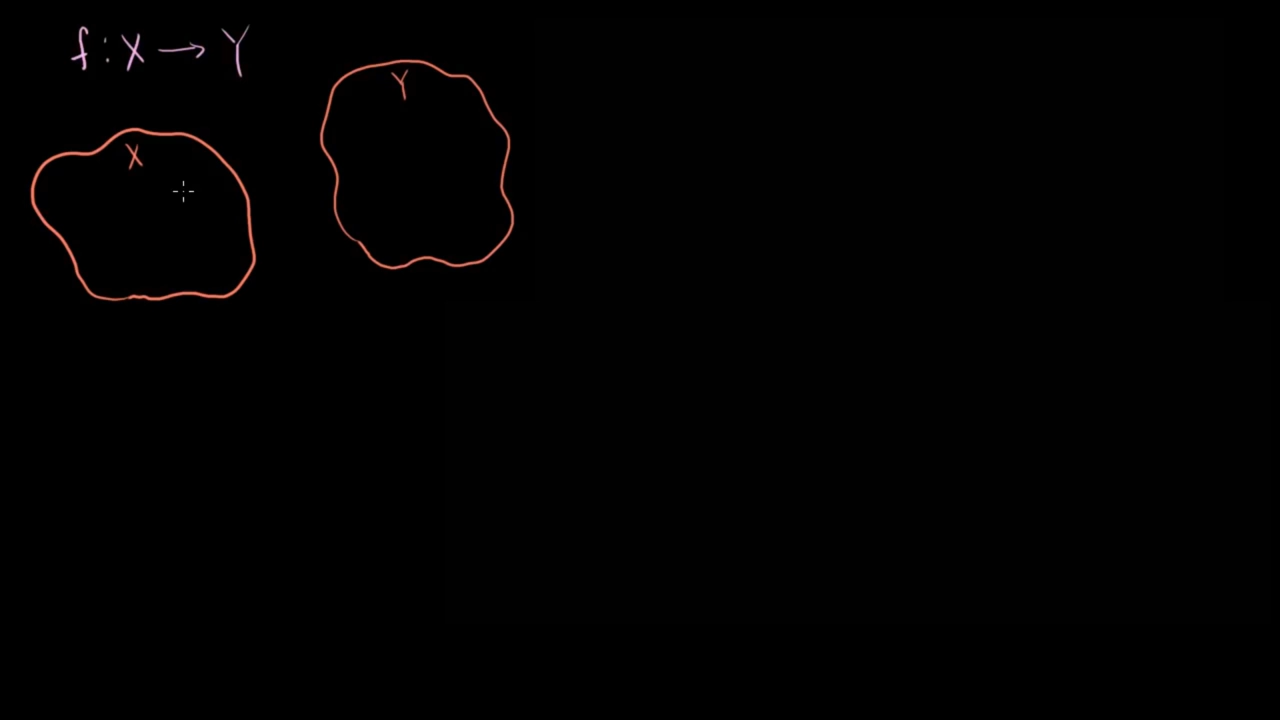 f : X → Y
Y
X